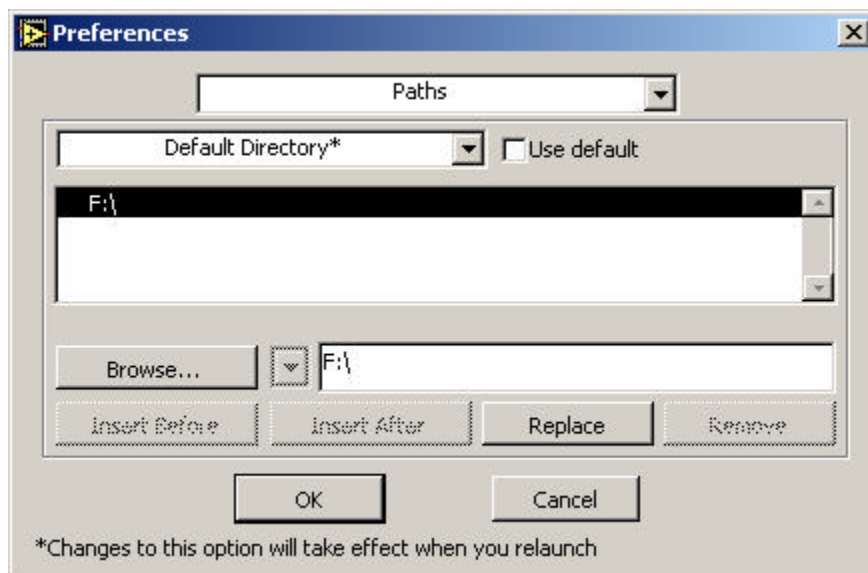 Preferences
Paths
Default Directory*
Use default
F:\
Browse...
F:\
Insert Before
Insert After
Replace
Remove
OK
Cancel
*Changes to this option will take effect when you relaunch